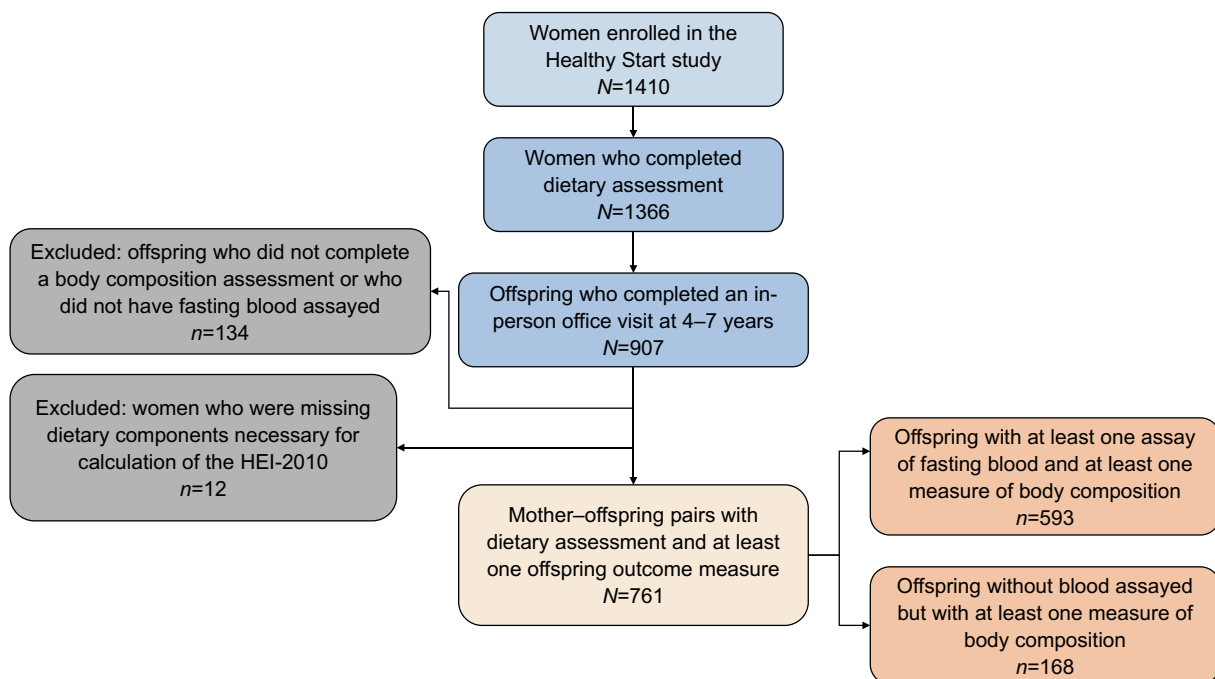 Women enrolled in the
Healthy Start study
N=1410
Women who completed
dietary assessment
N=1366
Excluded: offspring who did not complete
a body composition assessment or who
did not have fasting blood assayed
n=134
Offspring who completed an in-
person office visit at 4–7 years
N=907
Excluded: women who were missing
dietary components necessary for
calculation of the HEI-2010
n=12
Mother–offspring pairs with
dietary assessment and at least
one offspring outcome measure
N=761
Offspring with at least one assay
of fasting blood and at least one
measure of body composition
n=593
Offspring without blood assayed
but with at least one measure of
body composition
n=168